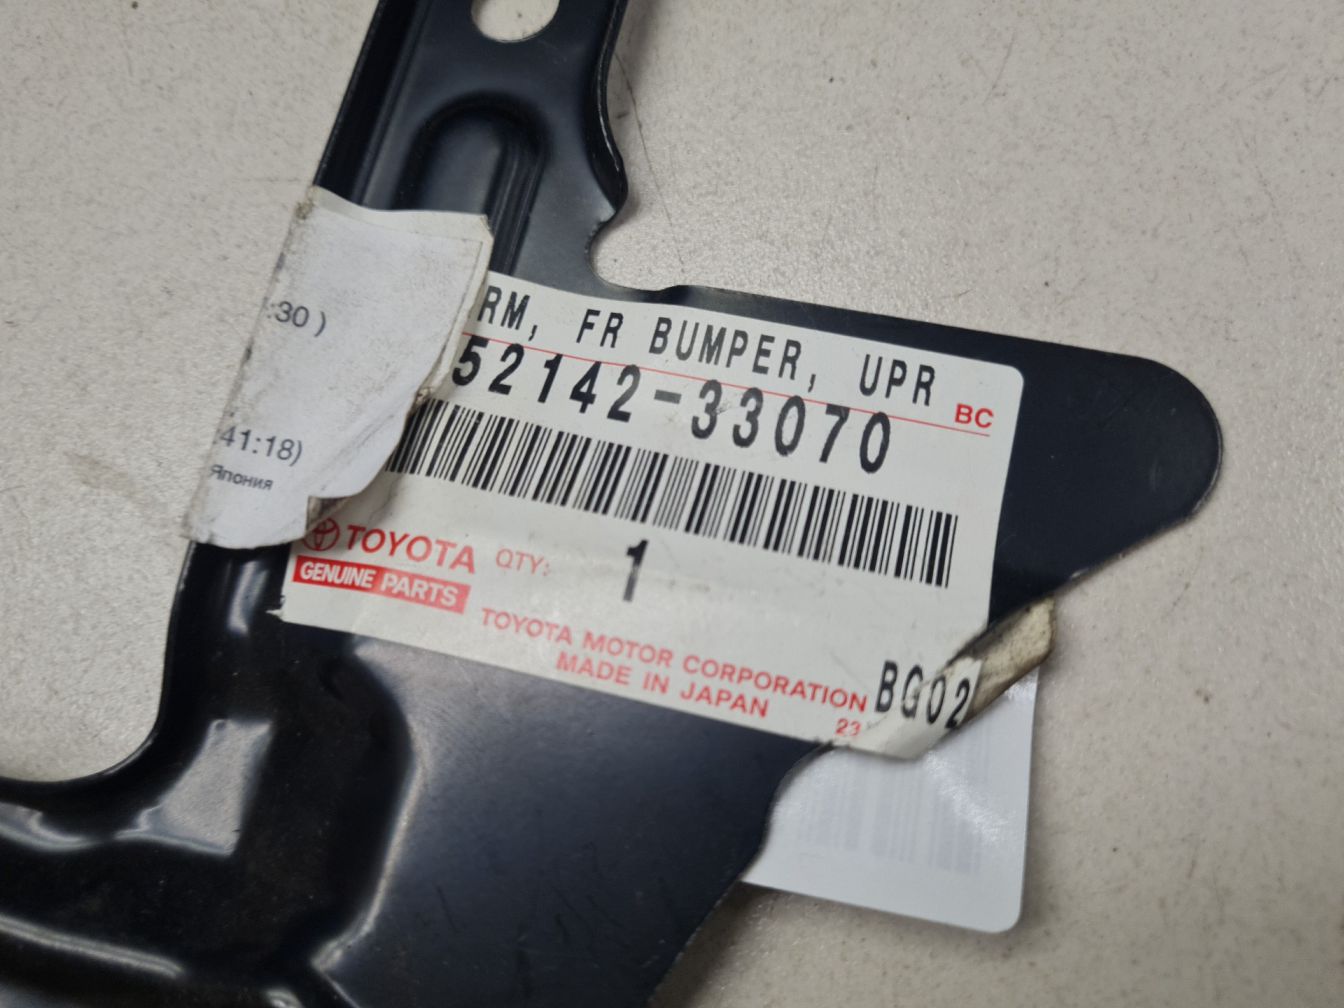 :30 )
41:18)
Япония
RM, FR BUMPER, UPR
52142-33070
BC
TOYOTA
GENUINE PARTS
QTY: 1
TOYOTA MOTOR CORPORATION
MADE IN JAPAN
23
BG02